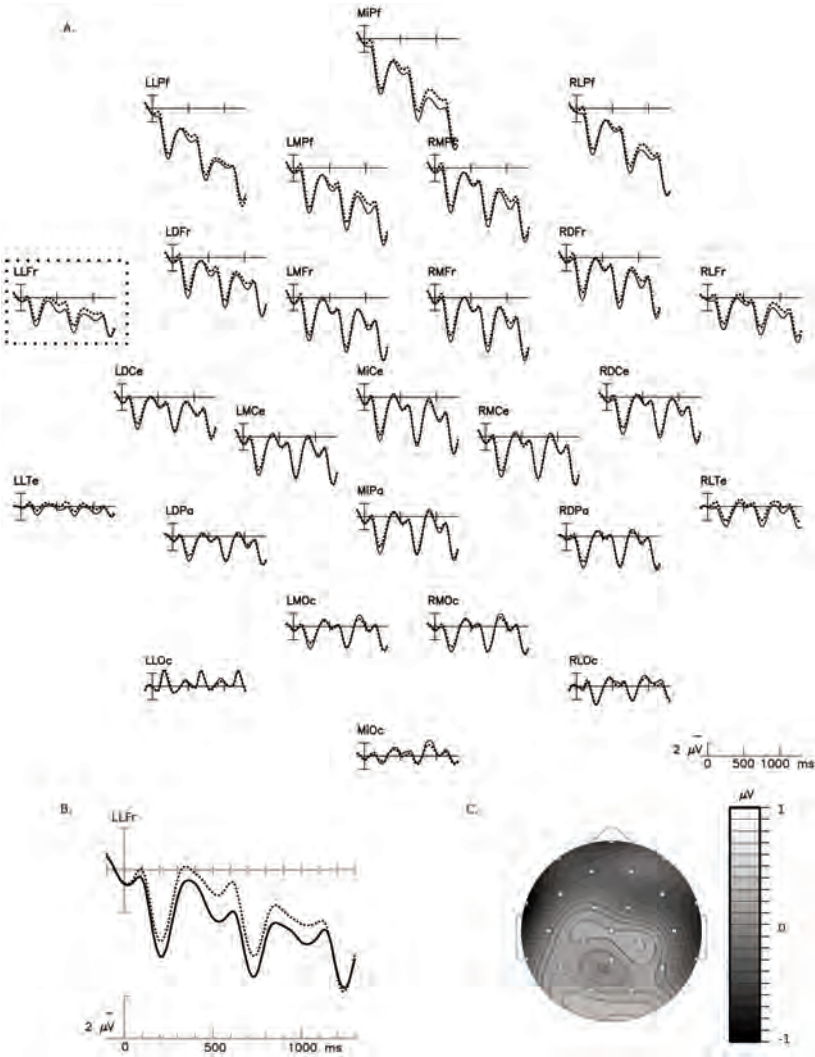 A.
MiPf
LLPf
RLPf
LMPf
RMPf
LDFr
RDFr
LLFr
LMFr
RMFr
RLFr
LDCe
MiCe
RDCe
LMCe
RMCe
LLTe
MiPa
RLTe
LDPa
RDPa
LMOc
RMOc
LLOc
RLOc
MiOc
2 μV
0 500 1000 ms
B.
LLFr
2 μV
0 500 1000 ms
C.
μV
1
0
-1